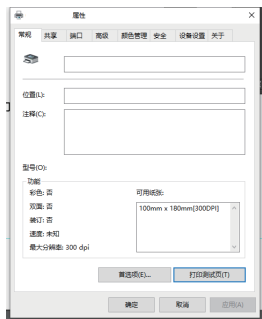 属性
常规 共享 端口 高级 颜色管理 安全 设备设置 关于
位置(L):
注释(C):
型号(O):
功能
彩色: 否
可用纸张:
双面: 否
100mm x 180mm[300DPI]
装订: 否
速度: 未知
最大分辨率: 300 dpi
首选项(E)...
打印测试页(T)
确定
取消
应用(A)